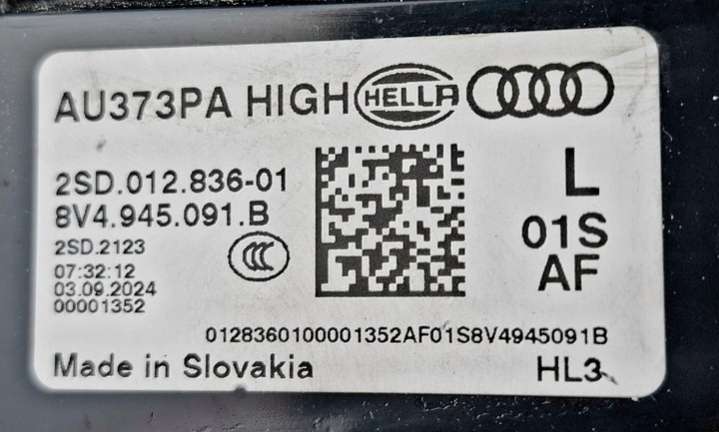 AU373PA HIGH HELLA
2SD.012.836-01
8V4.945.091.B
2SD.2123
07:32:12
03.09.2024
00001352
CCC
L
01S
AF
0128360100001352AF01S8V4945091B
Made in Slovakia HL3